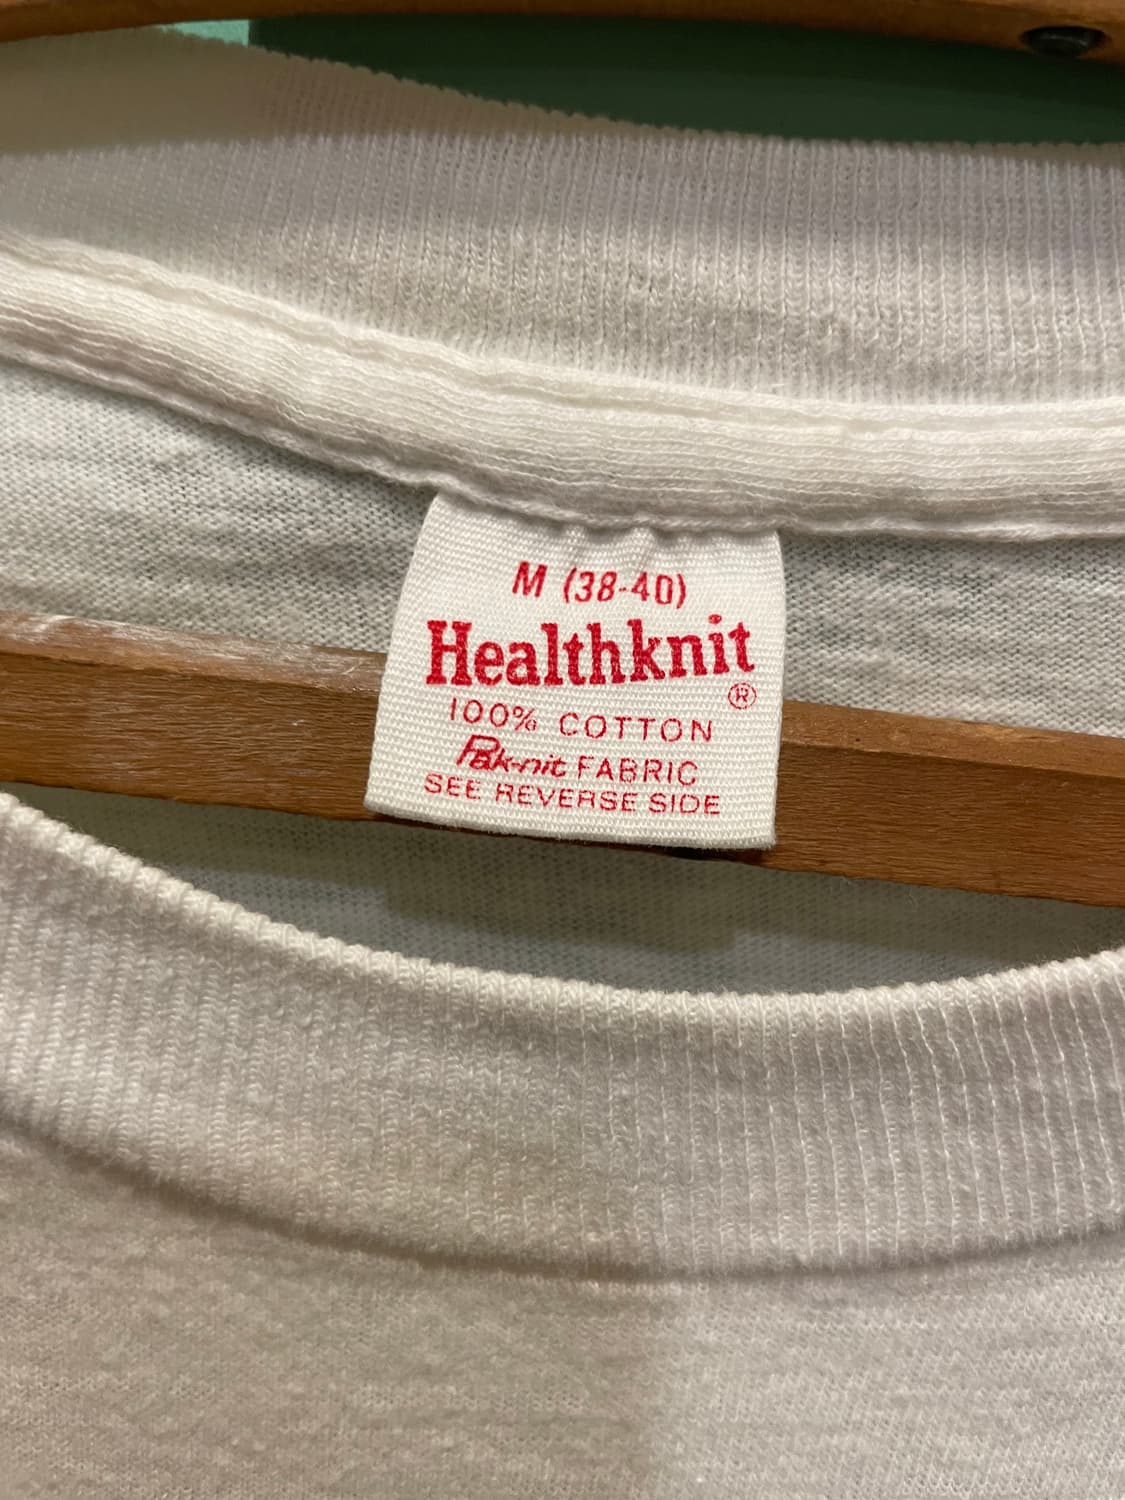 M (38-40)
Healthknit
®
100% COTTON
Pak-nit FABRIC
SEE REVERSE SIDE